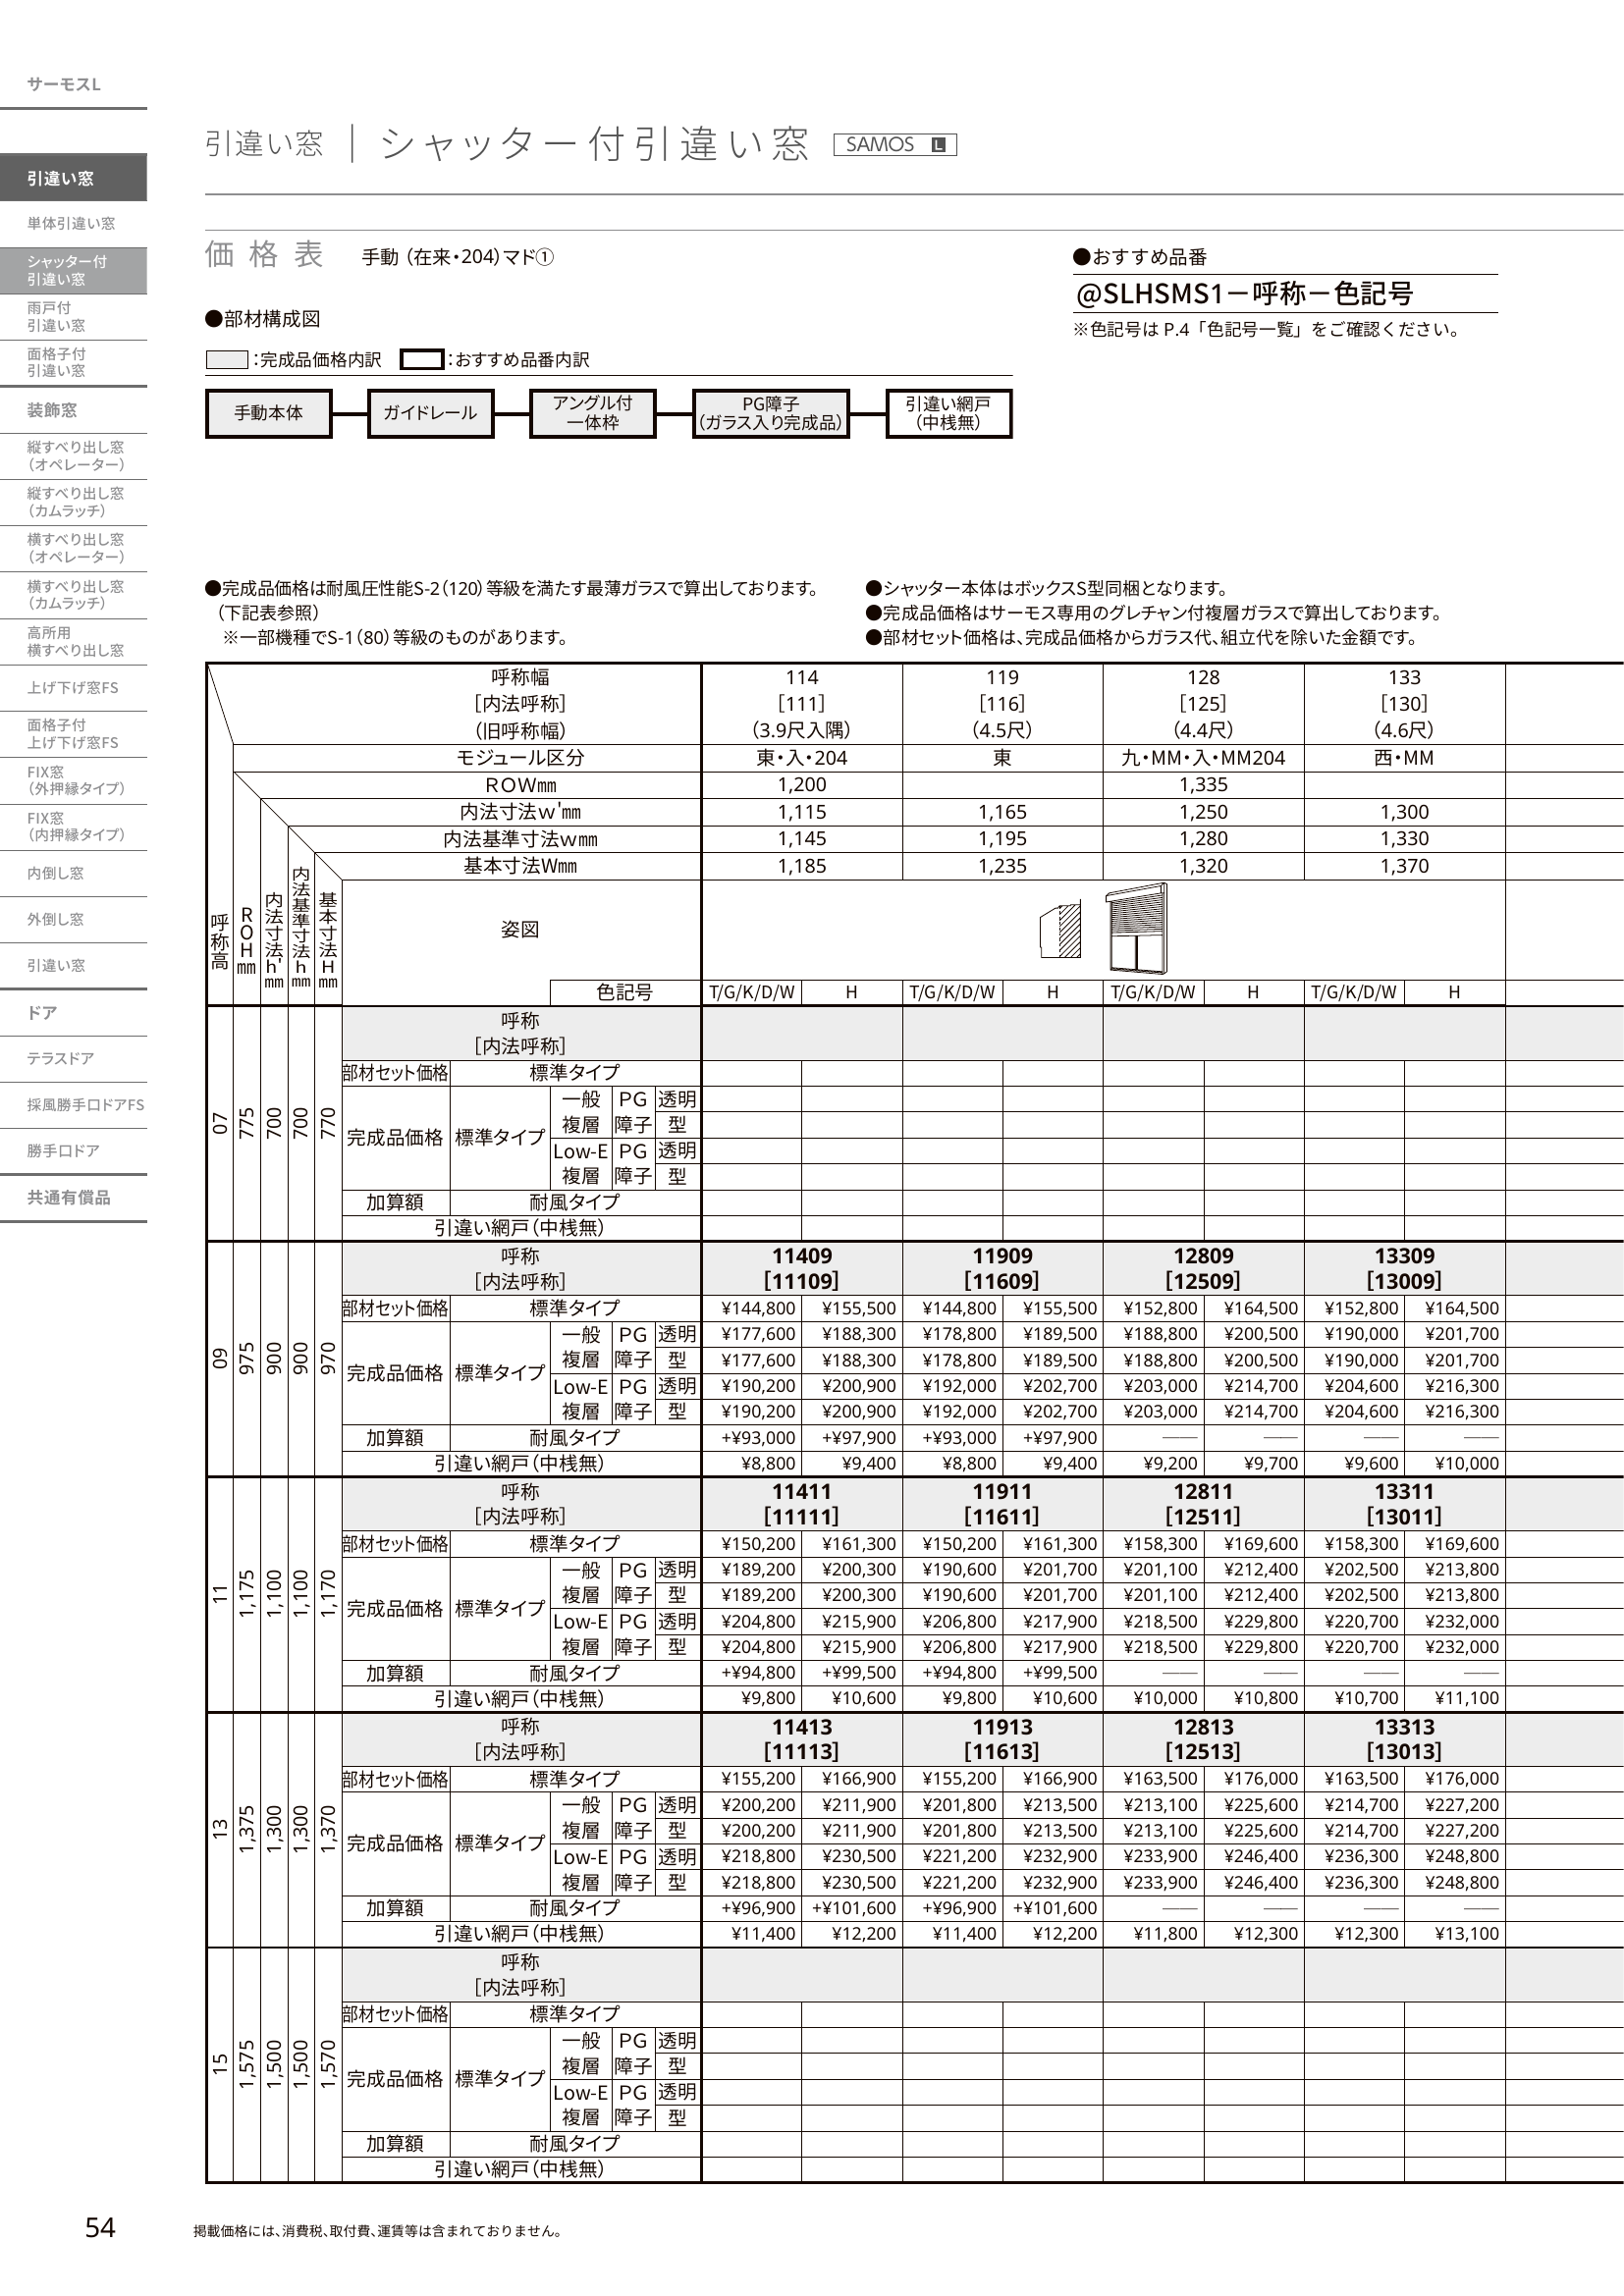 サーモスL
引違い窓
単体引違い窓
シャッター付
引違い窓
雨戸付
引違い窓
面格子付
引違い窓
装飾窓
縦すべり出し窓
（オペレーター）
縦すべり出し窓
（カムラッチ）
横すべり出し窓
（オペレーター）
横すべり出し窓
（カムラッチ）
高所用
横すべり出し窓
上げ下げ窓FS
面格子付
上げ下げ窓FS
FIX窓
（外押縁タイプ）
FIX窓
（内押縁タイプ）
内倒し窓
外倒し窓
引違い窓
ドア
テラスドア
採風勝手口ドアFS
勝手口ドア
共通有償品
引違い窓｜シャッター付引違い窓 SAMOS L
価格表 手動（在来・204）マド①
●おすすめ品番
@SLHSMS1－呼称－色記号
※色記号は P.4「色記号一覧」をご確認ください。
●部材構成図
：完成品価格内訳 ：おすすめ品番内訳
手動本体 ガイドレール アングル付一体枠 PG障子（ガラス入り完成品） 引違い網戸（中桟無）
●完成品価格は耐風圧性能S-2（120）等級を満たす最薄ガラスで算出しております。
（下記表参照）
※一部機種でS-1（80）等級のものがあります。
●シャッター本体はボックスS型同梱となります。
●完成品価格はサーモス専用のグレチャン付複層ガラスで算出しております。
●部材セット価格は、完成品価格からガラス代、組立代を除いた金額です。
呼称幅 114 119 128 133
［内法呼称］ ［111］ ［116］ ［125］ ［130］
（旧呼称幅） （3.9尺入隅） （4.5尺） （4.4尺） （4.6尺）
モジュール区分 東・入・204 東 九・MM・入・MM204 西・MM
ROW㎜ 1,200 1,335
内法寸法w'㎜ 1,115 1,165 1,250 1,300
内法基準寸法w㎜ 1,145 1,195 1,280 1,330
基本寸法W㎜ 1,185 1,235 1,320 1,370
呼称高 ROH㎜ 内法寸法h'㎜ 内法基準寸法h㎜ 基本寸法H㎜ 姿図
色記号 T/G/K/D/W H T/G/K/D/W H T/G/K/D/W H T/G/K/D/W H
07 775 700 700 770
呼称
［内法呼称］
部材セット価格 標準タイプ
完成品価格 標準タイプ 一般複層 PG障子 透明
型
Low-E複層 PG障子 透明
型
加算額 耐風タイプ
引違い網戸（中桟無）
09 975 900 900 970
呼称 11409 11909 12809 13309
［内法呼称］ ［11109］ ［11609］ ［12509］ ［13009］
部材セット価格 標準タイプ ¥144,800 ¥155,500 ¥144,800 ¥155,500 ¥152,800 ¥164,500 ¥152,800 ¥164,500
完成品価格 標準タイプ 一般複層 PG障子 透明 ¥177,600 ¥188,300 ¥178,800 ¥189,500 ¥188,800 ¥200,500 ¥190,000 ¥201,700
型 ¥177,600 ¥188,300 ¥178,800 ¥189,500 ¥188,800 ¥200,500 ¥190,000 ¥201,700
Low-E複層 PG障子 透明 ¥190,200 ¥200,900 ¥192,000 ¥202,700 ¥203,000 ¥214,700 ¥204,600 ¥216,300
型 ¥190,200 ¥200,900 ¥192,000 ¥202,700 ¥203,000 ¥214,700 ¥204,600 ¥216,300
加算額 耐風タイプ +¥93,000 +¥97,900 +¥93,000 +¥97,900 —— —— —— ——
引違い網戸（中桟無） ¥8,800 ¥9,400 ¥8,800 ¥9,400 ¥9,200 ¥9,700 ¥9,600 ¥10,000
11 1,175 1,100 1,100 1,170
呼称 11411 11911 12811 13311
［内法呼称］ ［11111］ ［11611］ ［12511］ ［13011］
部材セット価格 標準タイプ ¥150,200 ¥161,300 ¥150,200 ¥161,300 ¥158,300 ¥169,600 ¥158,300 ¥169,600
完成品価格 標準タイプ 一般複層 PG障子 透明 ¥189,200 ¥200,300 ¥190,600 ¥201,700 ¥201,100 ¥212,400 ¥202,500 ¥213,800
型 ¥189,200 ¥200,300 ¥190,600 ¥201,700 ¥201,100 ¥212,400 ¥202,500 ¥213,800
Low-E複層 PG障子 透明 ¥204,800 ¥215,900 ¥206,800 ¥217,900 ¥218,500 ¥229,800 ¥220,700 ¥232,000
型 ¥204,800 ¥215,900 ¥206,800 ¥217,900 ¥218,500 ¥229,800 ¥220,700 ¥232,000
加算額 耐風タイプ +¥94,800 +¥99,500 +¥94,800 +¥99,500 —— —— —— ——
引違い網戸（中桟無） ¥9,800 ¥10,600 ¥9,800 ¥10,600 ¥10,000 ¥10,800 ¥10,700 ¥11,100
13 1,375 1,300 1,300 1,370
呼称 11413 11913 12813 13313
［内法呼称］ ［11113］ ［11613］ ［12513］ ［13013］
部材セット価格 標準タイプ ¥155,200 ¥166,900 ¥155,200 ¥166,900 ¥163,500 ¥176,000 ¥163,500 ¥176,000
完成品価格 標準タイプ 一般複層 PG障子 透明 ¥200,200 ¥211,900 ¥201,800 ¥213,500 ¥213,100 ¥225,600 ¥214,700 ¥227,200
型 ¥200,200 ¥211,900 ¥201,800 ¥213,500 ¥213,100 ¥225,600 ¥214,700 ¥227,200
Low-E複層 PG障子 透明 ¥218,800 ¥230,500 ¥221,200 ¥232,900 ¥233,900 ¥246,400 ¥236,300 ¥248,800
型 ¥218,800 ¥230,500 ¥221,200 ¥232,900 ¥233,900 ¥246,400 ¥236,300 ¥248,800
加算額 耐風タイプ +¥96,900 +¥101,600 +¥96,900 +¥101,600 —— —— —— ——
引違い網戸（中桟無） ¥11,400 ¥12,200 ¥11,400 ¥12,200 ¥11,800 ¥12,300 ¥12,300 ¥13,100
15 1,575 1,500 1,500 1,570
呼称
［内法呼称］
部材セット価格 標準タイプ
完成品価格 標準タイプ 一般複層 PG障子 透明
型
Low-E複層 PG障子 透明
型
加算額 耐風タイプ
引違い網戸（中桟無）
54 掲載価格には、消費税、取付費、運賃等は含まれておりません。